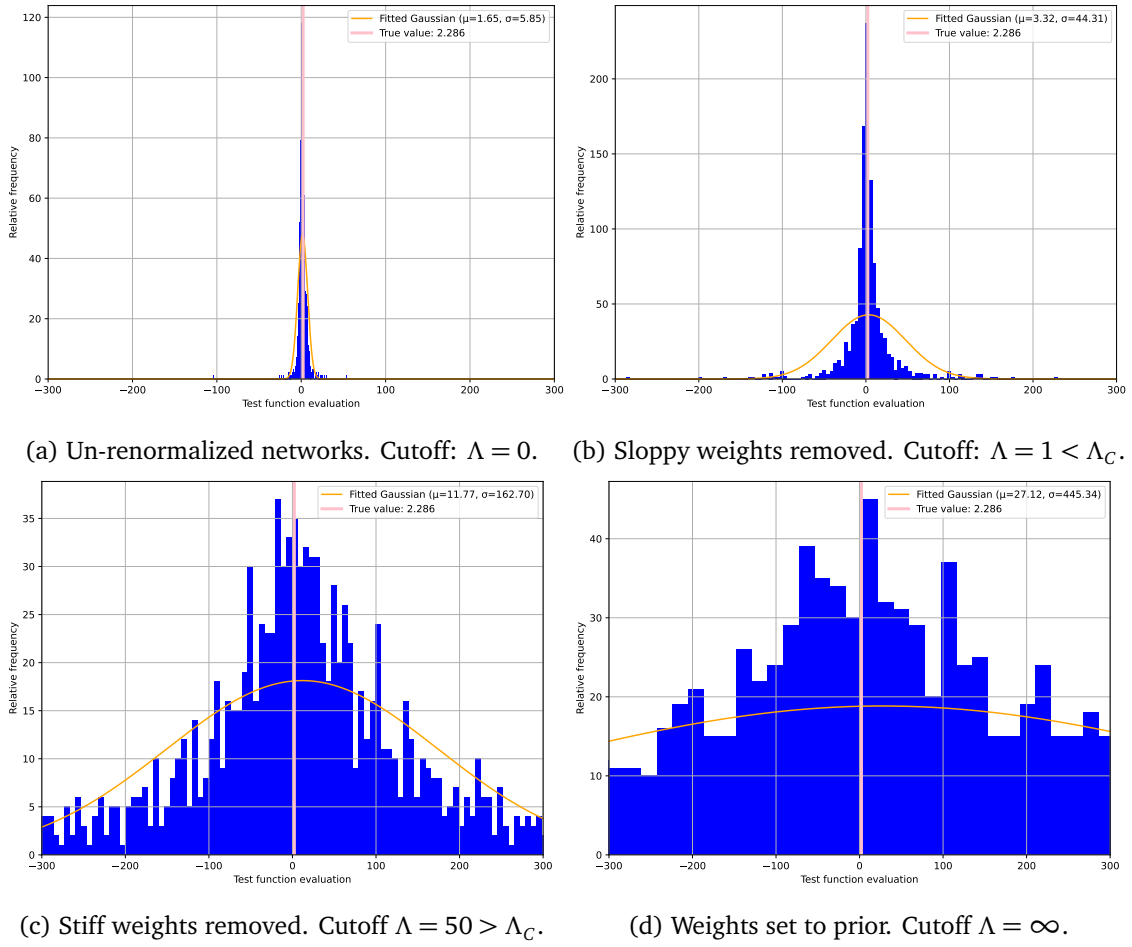 Fitted Gaussian (μ=1.65, σ=5.85)
True value: 2.286
120
100
80
60
40
20
0
Relative frequency
−300
−200
−100
0
100
200
300
Test function evaluation
(a) Un-renormalized networks. Cutoff: Λ = 0.
Fitted Gaussian (μ=3.32, σ=44.31)
True value: 2.286
200
150
100
50
0
Relative frequency
−300
−200
−100
0
100
200
300
Test function evaluation
(b) Sloppy weights removed. Cutoff: Λ = 1 < Λ_C.
Fitted Gaussian (μ=11.77, σ=162.70)
True value: 2.286
35
30
25
20
15
10
5
0
Relative frequency
−300
−200
−100
0
100
200
300
Test function evaluation
(c) Stiff weights removed. Cutoff Λ = 50 > Λ_C.
Fitted Gaussian (μ=27.12, σ=445.34)
True value: 2.286
40
30
20
10
0
Relative frequency
−300
−200
−100
0
100
200
300
Test function evaluation
(d) Weights set to prior. Cutoff Λ = ∞.